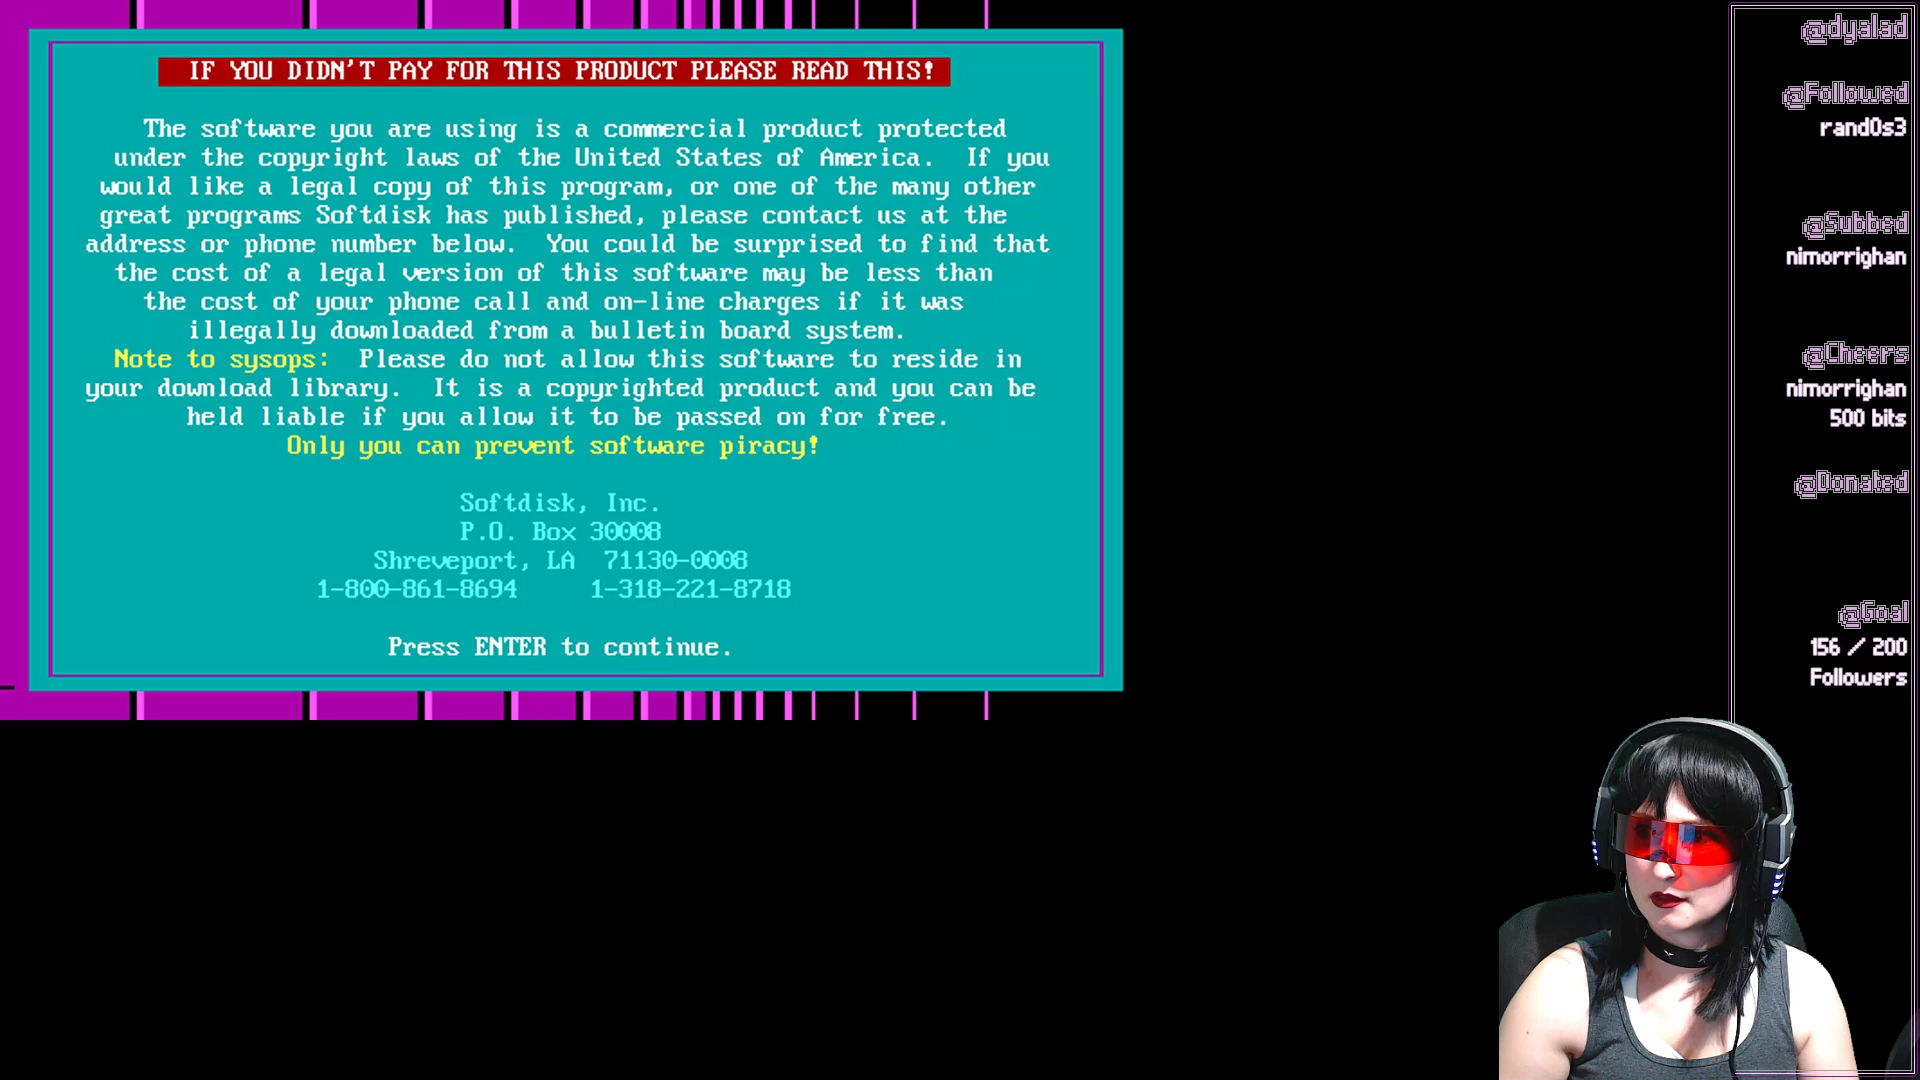 IF YOU DIDN'T PAY FOR THIS PRODUCT PLEASE READ THIS!
The software you are using is a commercial product protected
under the copyright laws of the United States of America.  If you
would like a legal copy of this program, or one of the many other
great programs Softdisk has published, please contact us at the
address or phone number below.  You could be surprised to find that
the cost of a legal version of this software may be less than
the cost of your phone call and on-line charges if it was
illegally downloaded from a bulletin board system.
Note to sysops:  Please do not allow this software to reside in
your download library.  It is a copyrighted product and you can be
held liable if you allow it to be passed on for free.
Only you can prevent software piracy!
Softdisk, Inc.
P.O. Box 30008
Shreveport, LA  71130-0008
1-800-861-8694     1-318-221-8718
Press ENTER to continue.
@dyalad
@Followed
rand0s3
@Subbed
nimorrighan
@Cheers
nimorrighan
500 bits
@Donated
@Goal
156 / 200
Followers